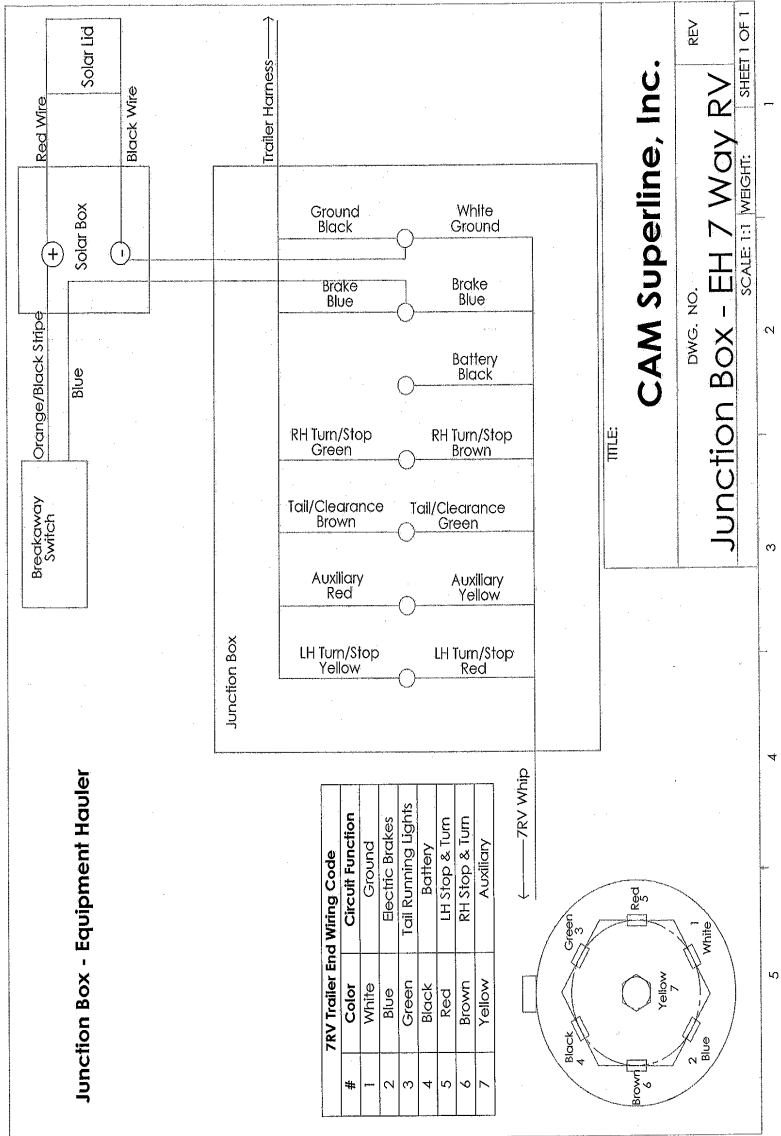 Junction Box - Equipment Hauler
Breakaway
Switch
Orange/Black Stripe
Blue
Solar Box
+
-
Red Wire
Black Wire
Solar Lid
Junction Box
Trailer Harness
LH Turn/Stop
Yellow
Auxiliary
Red
Tail/Clearance
Brown
RH Turn/Stop
Green
Brake
Blue
Ground
Black
LH Turn/Stop
Red
Auxiliary
Yellow
Tail/Clearance
Green
RH Turn/Stop
Brown
Battery
Black
Brake
Blue
White
Ground
7RV Whip
7RV Trailer End Wiring Code
# Color Circuit Function
1 White Ground
2 Blue Electric Brakes
3 Green Tail Running Lights
4 Black Battery
5 Red LH Stop & Turn
6 Brown RH Stop & Turn
7 Yellow Auxiliary
Black
4
Green
3
Brown
6
Yellow
7
Red
5
2
Blue
1
White
TITLE:
CAM Superline, Inc.
DWG. NO.
REV
Junction Box - EH 7 Way RV
SCALE: 1:1 WEIGHT: SHEET 1 OF 1
5 4 3 2 1